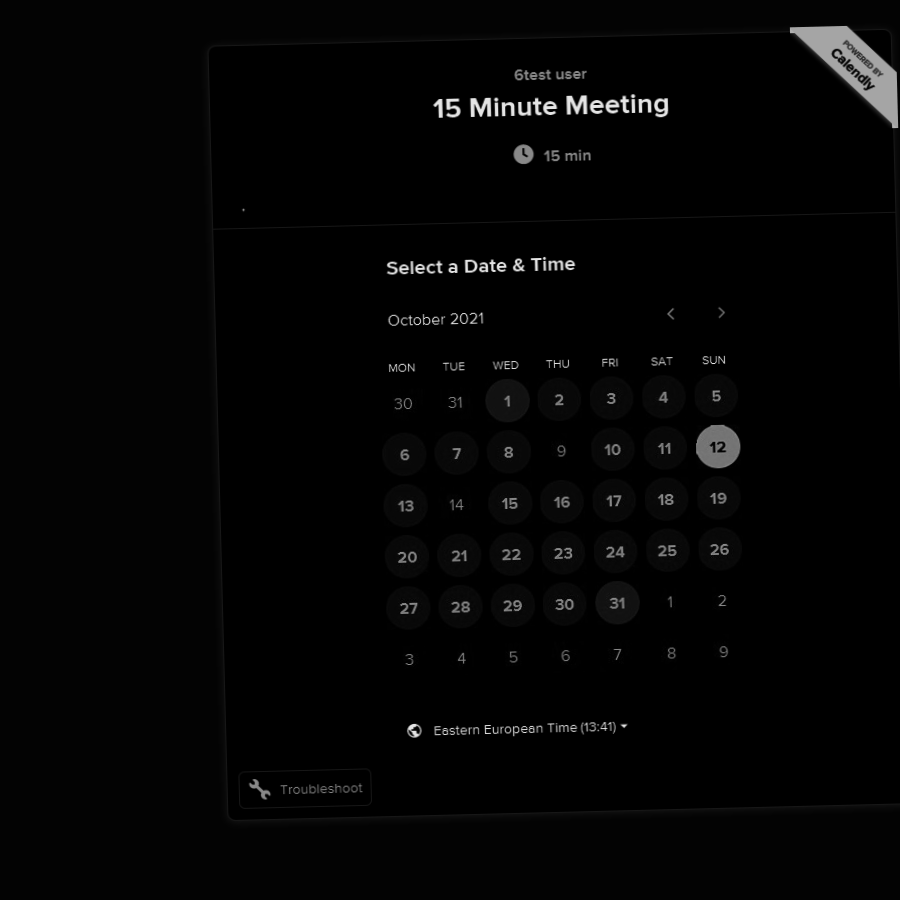 POWERED BY
Calendly
6test user
15 Minute Meeting
15 min
Select a Date & Time
October 2021
MON TUE WED THU FRI SAT SUN
30 31 1 2 3 4 5
6 7 8 9 10 11 12
13 14 15 16 17 18 19
20 21 22 23 24 25 26
27 28 29 30 31 1 2
3 4 5 6 7 8 9
Eastern European Time (13:41)
Troubleshoot